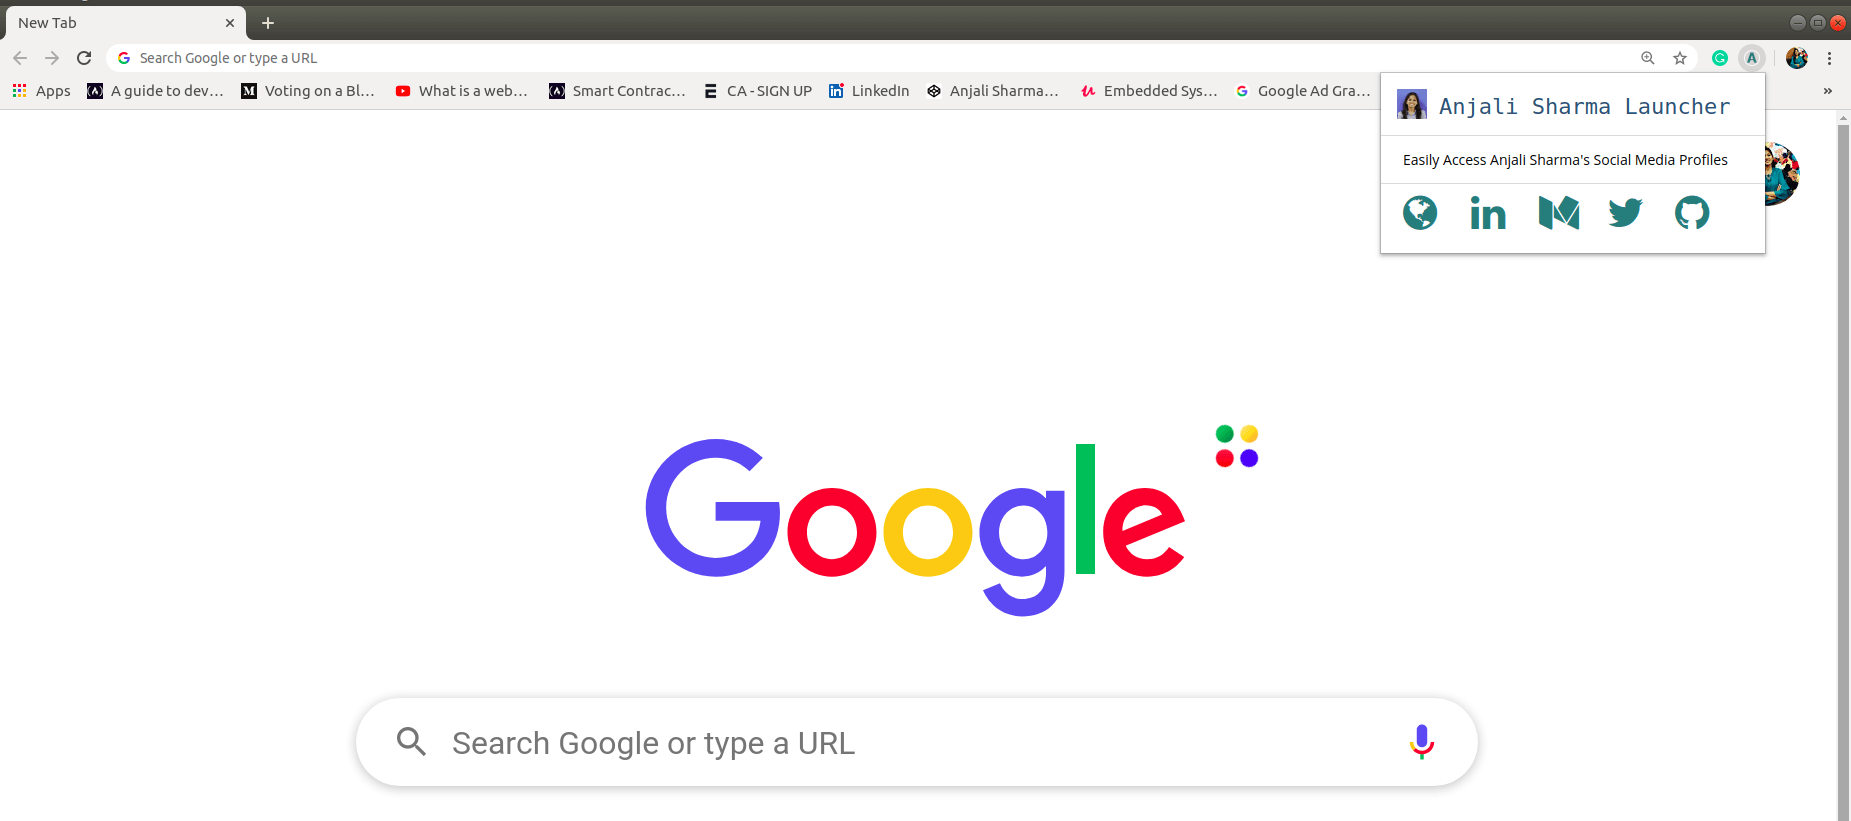 New Tab
Search Google or type a URL
Apps
A guide to dev...
Voting on a Bl...
What is a web...
Smart Contrac...
CA - SIGN UP
LinkedIn
Anjali Sharma...
Embedded Sys...
Google Ad Gra...
»
Anjali Sharma Launcher
Easily Access Anjali Sharma's Social Media Profiles
Google
Search Google or type a URL